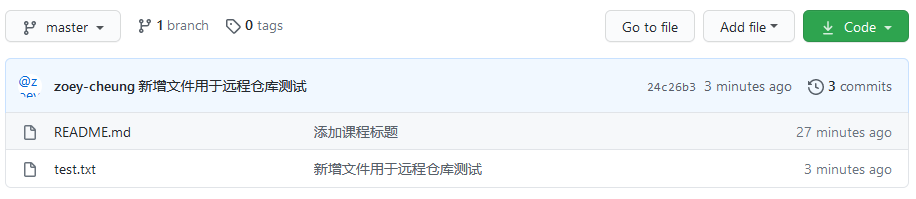 master 1 branch 0 tags Go to file Add file Code
@z zoey-cheung 新增文件用于远程仓库测试 24c26b3 3 minutes ago 3 commits
README.md 添加课程标题 27 minutes ago
test.txt 新增文件用于远程仓库测试 3 minutes ago